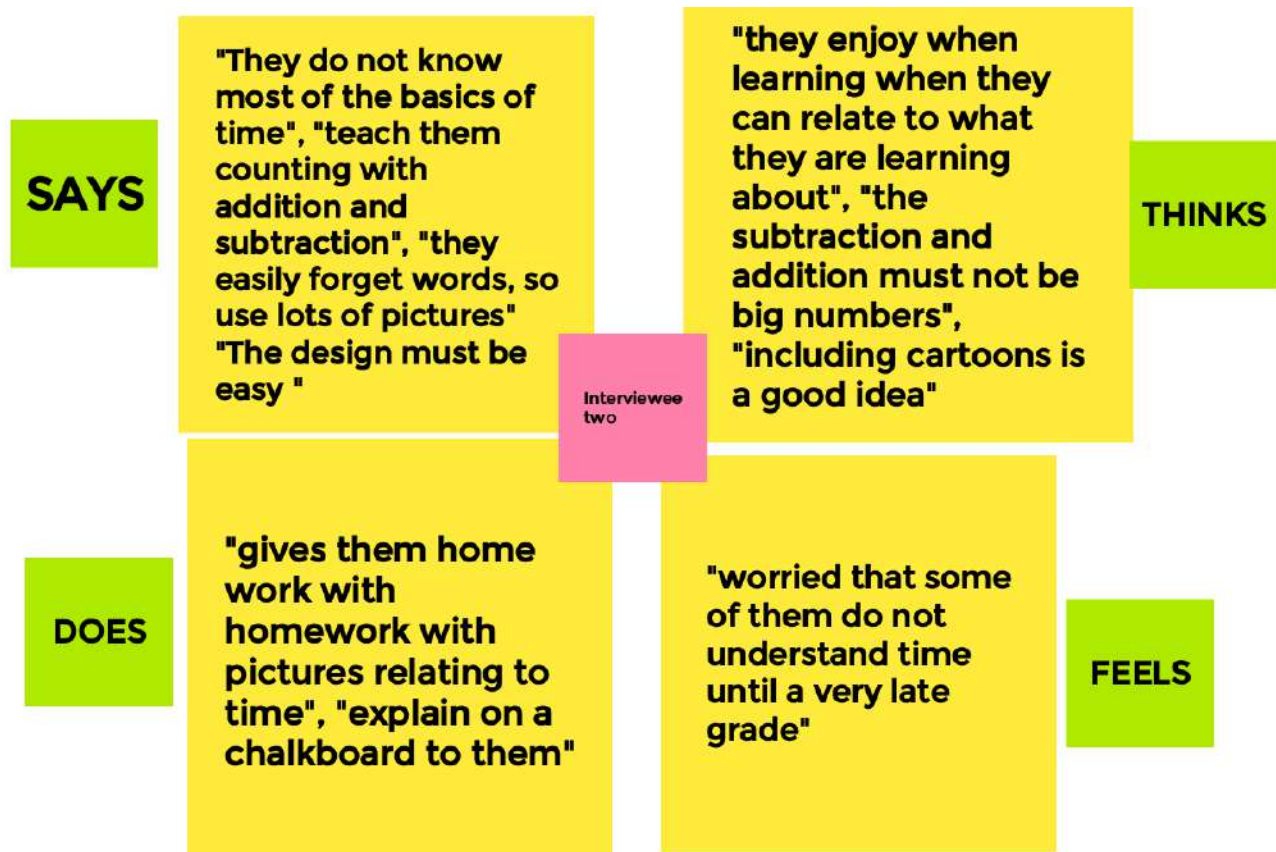 SAYS
"They do not know
most of the basics of
time", "teach them
counting with
addition and
subtraction", "they
easily forget words, so
use lots of pictures"
"The design must be
easy "
"they enjoy when
learning when they
can relate to what
they are learning
about", "the
subtraction and
addition must not be
big numbers",
"including cartoons is
a good idea"
THINKS
Interviewee
two
DOES
"gives them home
work with
homework with
pictures relating to
time", "explain on a
chalkboard to them"
"worried that some
of them do not
understand time
until a very late
grade"
FEELS